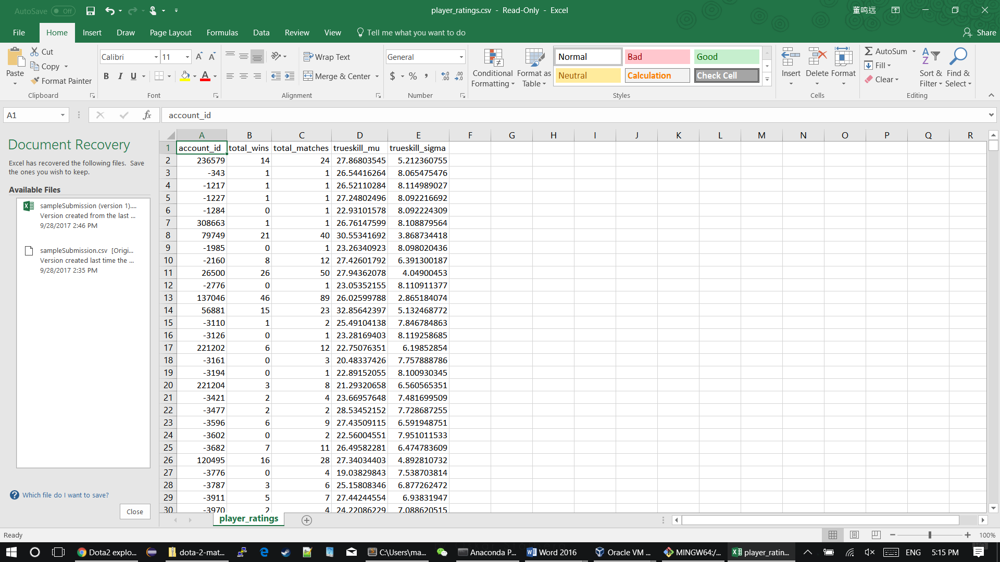 AutoSave Off player_ratings.csv - Read-Only - Excel 董鸣远
File Home Insert Draw Page Layout Formulas Data Review View Tell me what you want to do Share
Paste Cut Copy Format Painter Clipboard
Calibri 11 B I U A Font
Wrap Text Merge & Center Alignment
General $ % , Number
Conditional Formatting Format as Table Normal Bad Good Neutral Calculation Check Cell Styles
Insert Delete Format Cells
AutoSum Fill Clear Sort & Filter Find & Select Editing
A1 fx account_id
Document Recovery
Excel has recovered the following files. Save
the ones you wish to keep.
Available Files
sampleSubmission (version 1)....
Version created from the last ...
9/28/2017 2:46 PM
sampleSubmission.csv [Origi...
Version created last time the ...
9/28/2017 2:35 PM
Which file do I want to save?
Close
A B C D E F G H I J K L M N O P Q R
1 account_id total_wins total_matches trueskill_mu trueskill_sigma
2 236579 14 24 27.86803545 5.212360755
3 -343 1 1 26.54416264 8.065475476
4 -1217 1 1 26.52110284 8.114989027
5 -1227 1 1 27.24802496 8.092216692
6 -1284 0 1 22.93101578 8.092224309
7 308663 1 1 26.76147599 8.108879564
8 79749 21 40 30.55341692 3.868734418
9 -1985 0 1 23.26340923 8.098020436
10 -2160 8 12 27.42601792 6.391300187
11 26500 26 50 27.94362078 4.04900453
12 -2776 0 1 23.05352155 8.110911377
13 137046 46 89 26.02599788 2.865184074
14 56881 15 23 32.85642397 5.132468772
15 -3110 1 2 25.49104138 7.846784863
16 -3126 0 1 23.28169403 8.119258685
17 221202 6 12 22.75076351 6.19852854
18 -3161 0 3 20.48337426 7.757888786
19 -3194 0 1 22.89152055 8.100930345
20 221204 3 8 21.29320658 6.560565351
21 -3421 2 4 23.66957648 7.481699509
22 -3477 2 2 28.53452152 7.728687255
23 -3596 6 9 27.43509115 6.591948751
24 -3602 0 2 22.56004551 7.951011533
25 -3682 7 11 26.49582281 6.474783609
26 120495 16 28 27.34034403 4.892810732
27 -3776 0 4 19.03829843 7.538703814
28 -3787 3 6 25.15808346 6.877262472
29 -3911 5 7 27.44244554 6.93831947
30 -3970 2 4 24.22086229 7.088620515
player_ratings
Ready 100%
Dota2 explo... dota-2-mat... C:\Users\ma... Anaconda P... Word 2016 Oracle VM ... MINGW64:/... player_ratin... ENG 5:15 PM